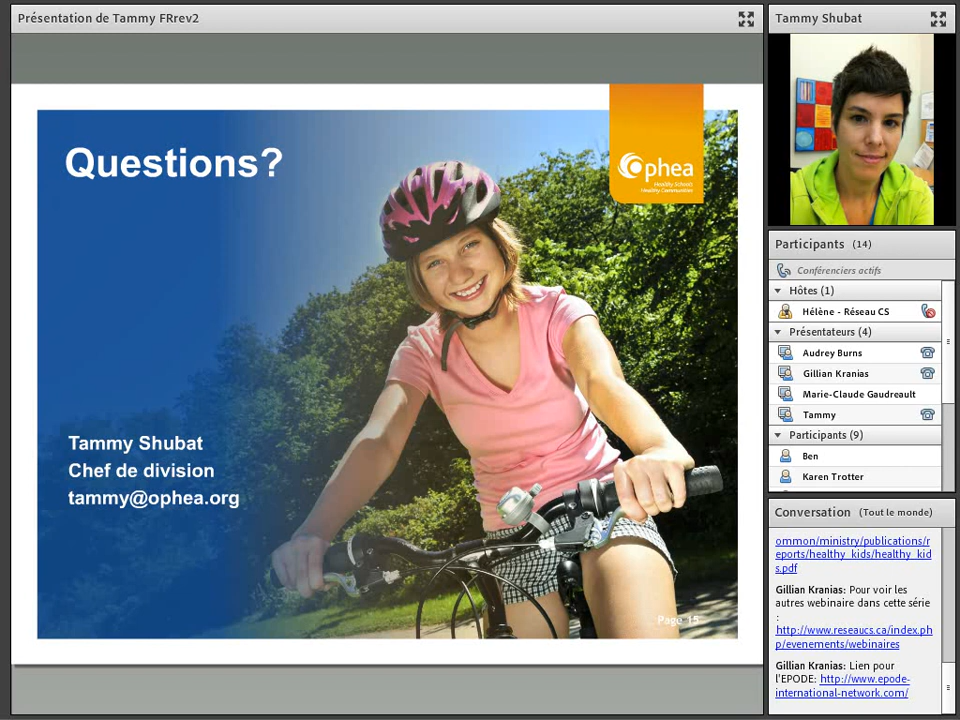 Présentation de Tammy FRrev2
Questions?
Ophea
Healthy Schools
Healthy Communities
Tammy Shubat
Chef de division
tammy@ophea.org
Page 15
Tammy Shubat
Participants (14)
Conférenciers actifs
Hôtes (1)
Hélène - Réseau CS
Présentateurs (4)
Audrey Burns
Gillian Kranias
Marie-Claude Gaudreault
Tammy
Participants (9)
Ben
Karen Trotter
Conversation (Tout le monde)
ommon/ministry/publications/r
eports/healthy_kids/healthy_kid
s.pdf
Gillian Kranias: Pour voir les
autres webinaire dans cette série
:
http://www.reseaucs.ca/index.ph
p/evenements/webinaires
Gillian Kranias: Lien pour
l'EPODE: http://www.epode-
international-network.com/